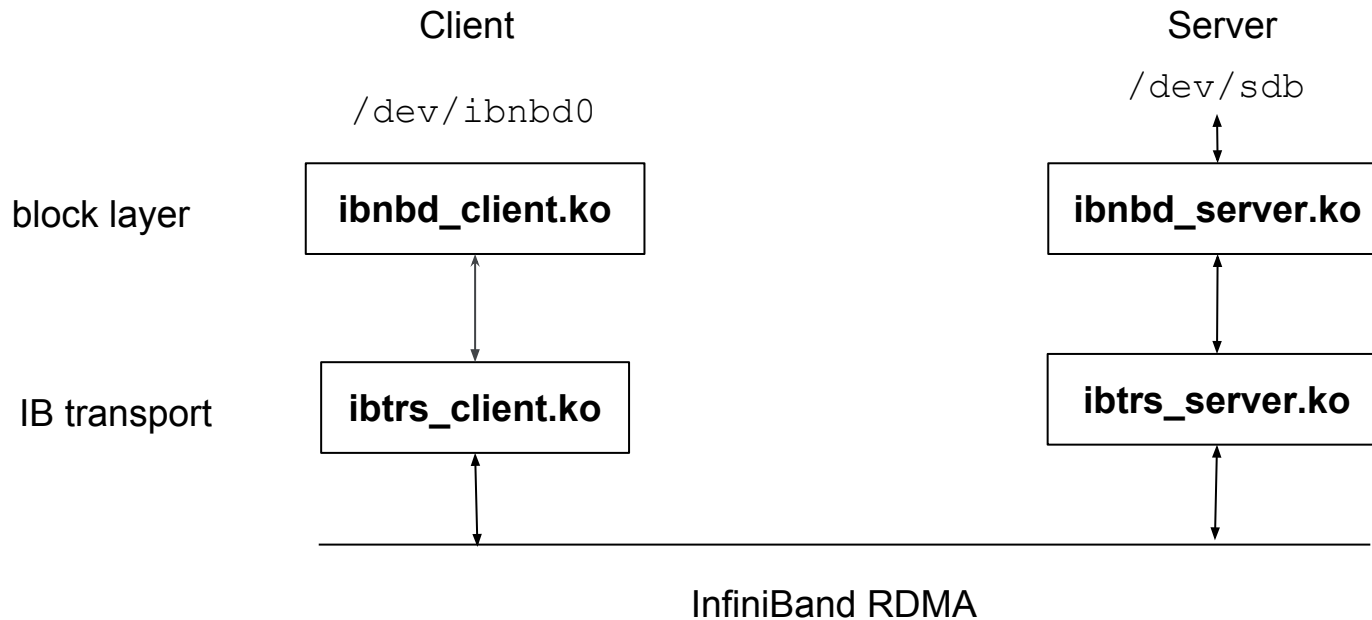 Client
Server
/dev/ibnbd0
/dev/sdb
block layer
ibnbd_client.ko
ibnbd_server.ko
IB transport
ibtrs_client.ko
ibtrs_server.ko
InfiniBand RDMA